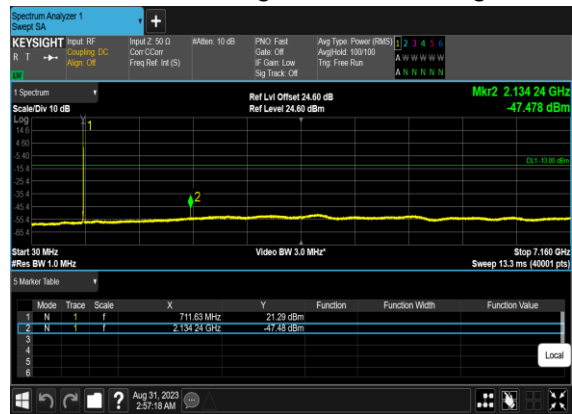 Spectrum Analyzer 1
Swept SA
+
KEYSIGHT Input: RF Input Z: 50 Ω #Atten: 10 dB PNO: Fast Avg Type: Power (RMS) 1 2 3 4 5 6
R T Coupling: DC Corr CCorr Gate: Off Avg|Hold: 100/100 A W W W W W
Align: Off Freq Ref: Int (S) IF Gain: Low Trig: Free Run
LXI Sig Track: Off A N N N N N
1 Spectrum Ref Lvl Offset 24.60 dB Mkr2 2.134 24 GHz
Scale/Div 10 dB Ref Level 24.60 dBm -47.478 dBm
Log
14.6 1
4.60
-5.40 DL1 -13.00 dBm
-15.4
-25.4
-35.4
-45.4 2
-55.4
-65.4
Start 30 MHz Video BW 3.0 MHz* Stop 7.160 GHz
#Res BW 1.0 MHz Sweep 13.3 ms (40001 pts)
5 Marker Table
Mode Trace Scale X Y Function Function Width Function Value
1 N 1 f 711.63 MHz 21.29 dBm
2 N 1 f 2.134 24 GHz -47.48 dBm
3
4
5
6
Local
? Aug 31, 2023
2:57:18 AM